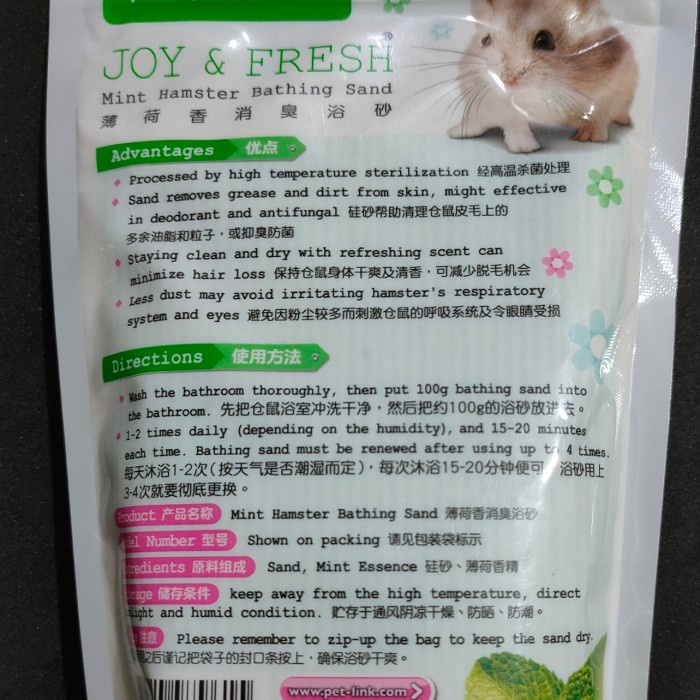 JOY & FRESH®
Mint Hamster Bathing Sand
薄荷香消臭浴砂
Advantages 优点
Processed by high temperature sterilization 经高温杀菌处理
Sand removes grease and dirt from skin, might effective
in deodorant and antifungal 硅砂帮助清理仓鼠皮毛上的
多余油脂和粒子，或抑臭防菌
Staying clean and dry with refreshing scent can
minimize hair loss 保持仓鼠身体干爽及清香，可减少脱毛机会
Less dust may avoid irritating hamster's respiratory
system and eyes 避免因粉尘较多而刺激仓鼠的呼吸系统及令眼睛受损
Directions 使用方法
Wash the bathroom thoroughly, then put 100g bathing sand into
the bathroom. 先把仓鼠浴室冲洗干净，然后把约100g的浴砂放进去。
1-2 times daily (depending on the humidity), and 15-20 minutes
each time. Bathing sand must be renewed after using up to 4 times.
每天沐浴1-2次(按天气是否潮湿而定)，每次沐浴15-20分钟便可，浴砂用上
3-4次就要彻底更换。
Product 产品名称 Mint Hamster Bathing Sand 薄荷香消臭浴砂
Number 型号 Shown on packing 请见包装袋标示
原料组成 Sand, Mint Essence 硅砂、薄荷香精
储存条件 keep away from the high temperature, direct
and humid condition. 贮存于通风阴凉干燥、防晒、防潮。
注意 Please remember to zip-up the bag to keep the sand dry.
之后谨记把袋子的封口条按上，确保浴砂干爽。
www.pet-link.com